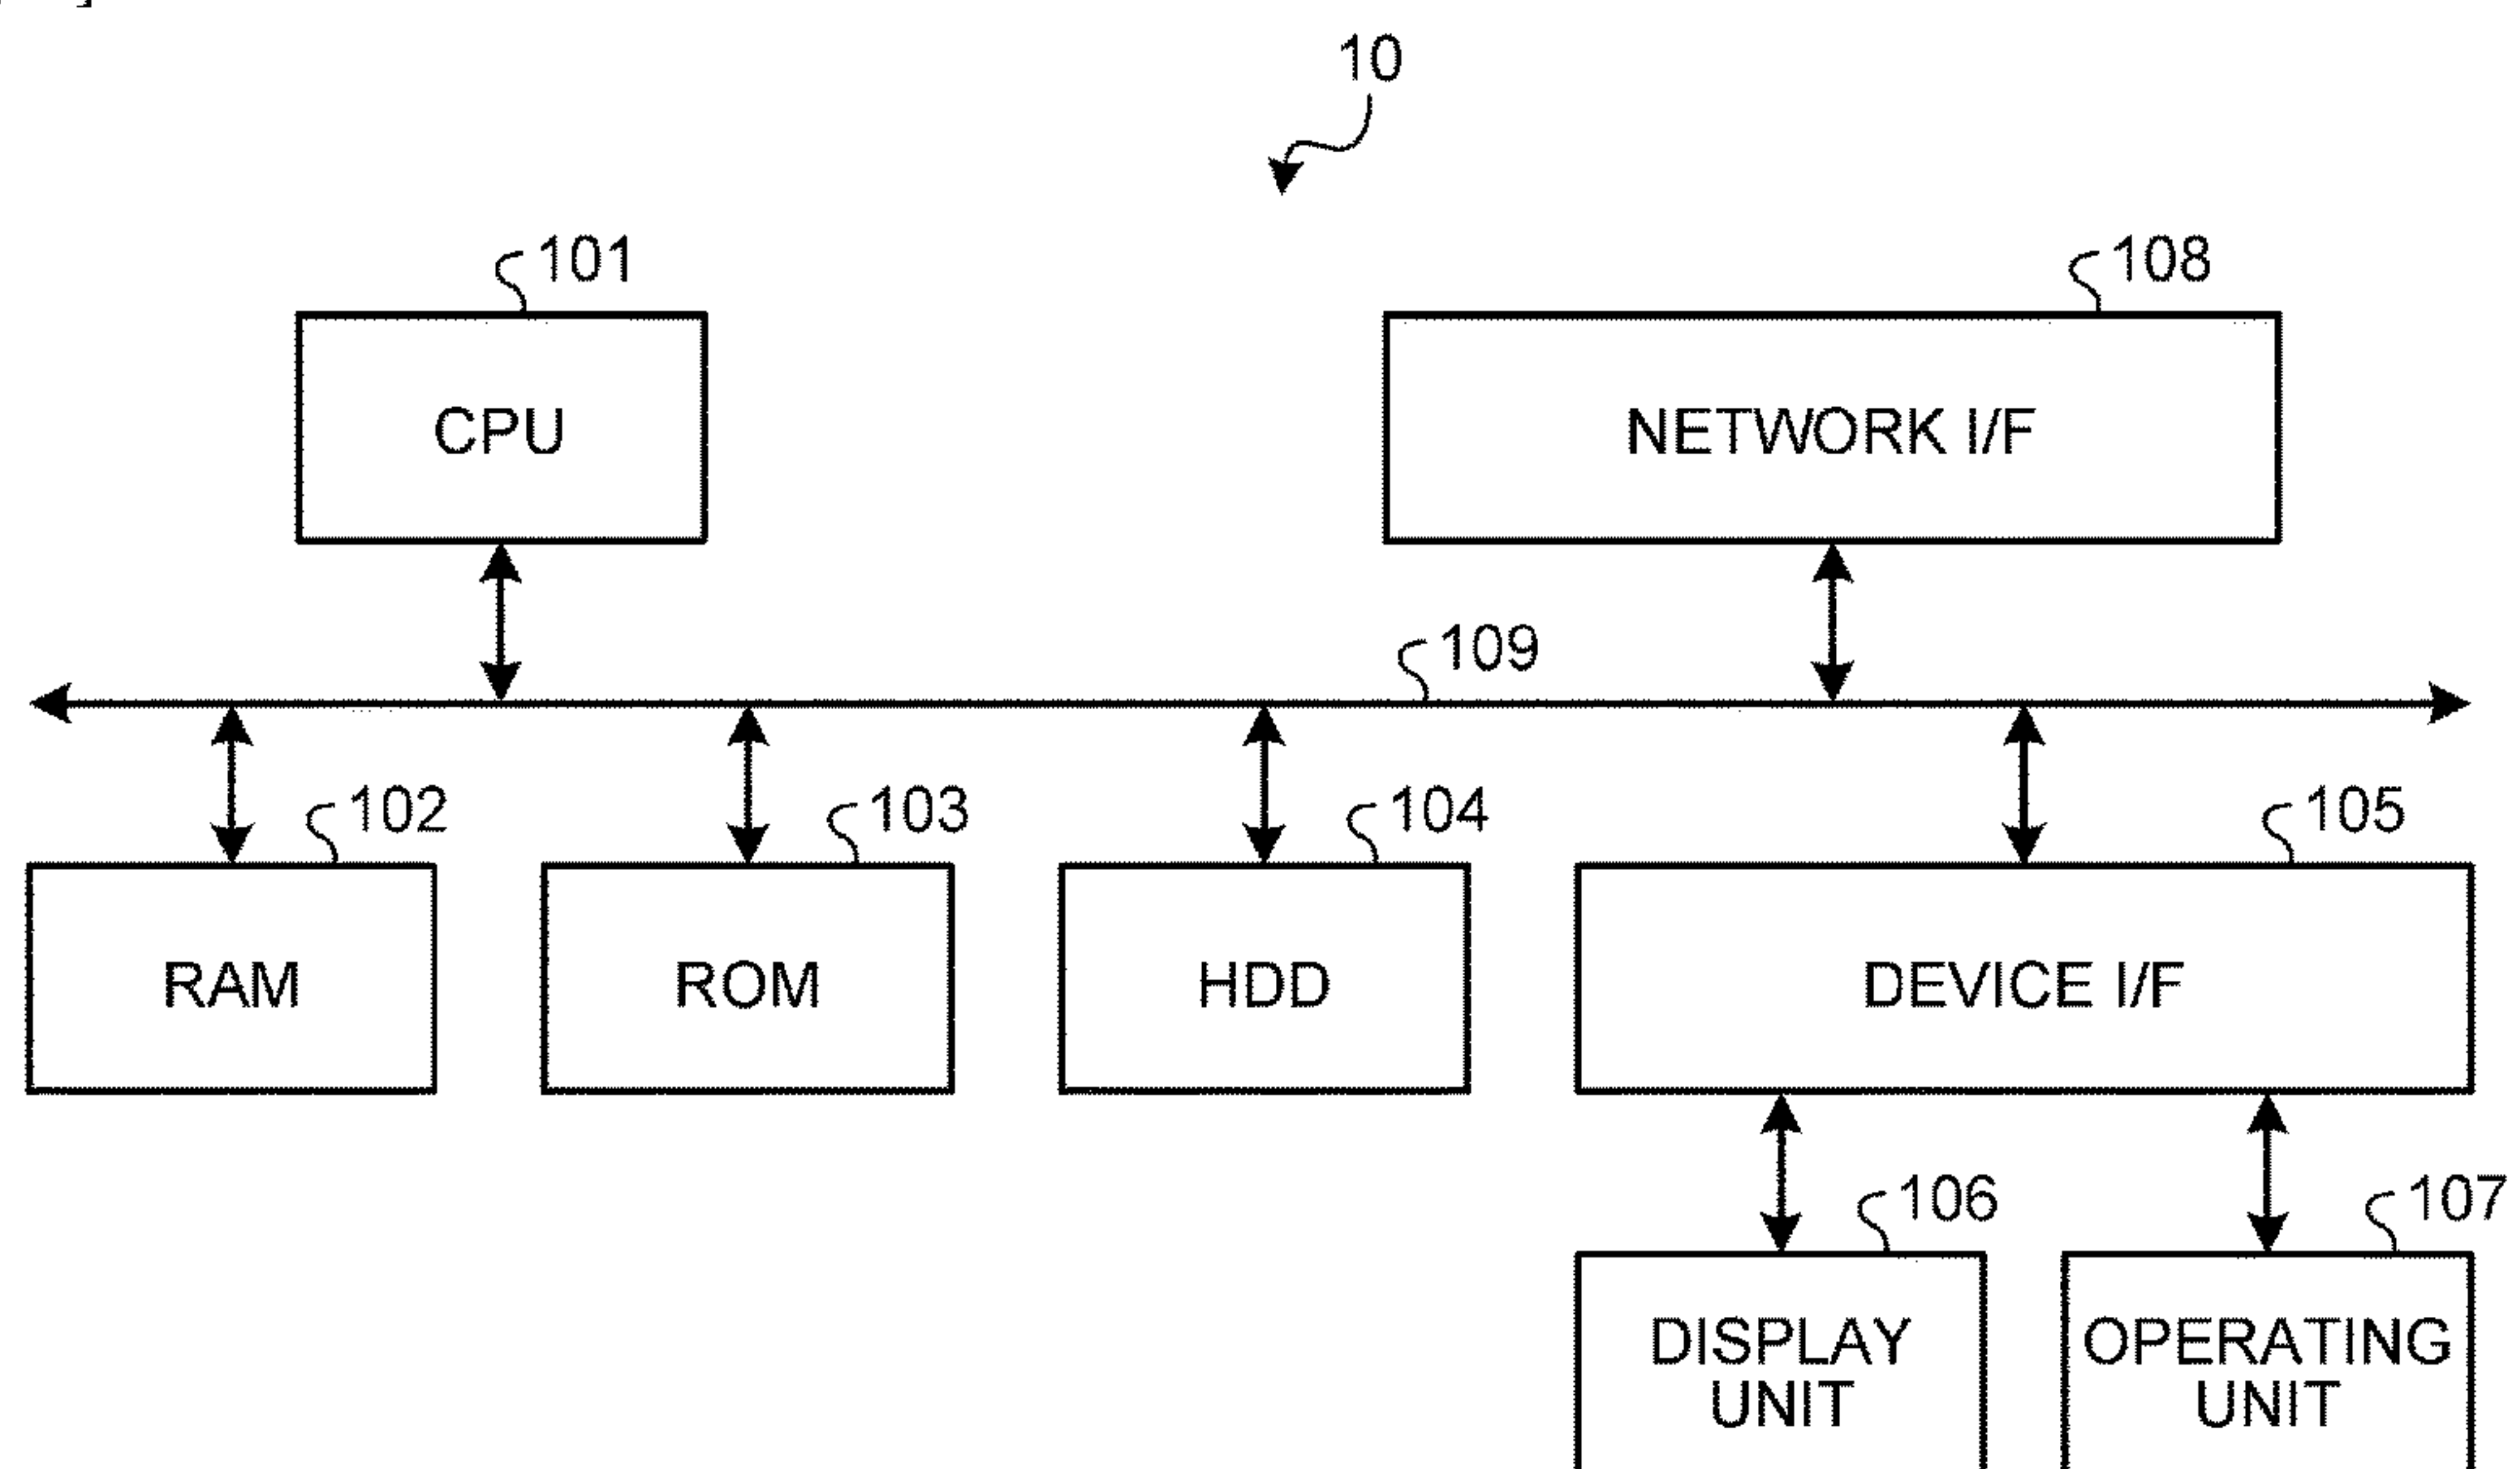 10
101
108
CPU
NETWORK I/F
109
102
103
104
105
RAM
ROM
HDD
DEVICE I/F
106
107
DISPLAY
UNIT
OPERATING
UNIT